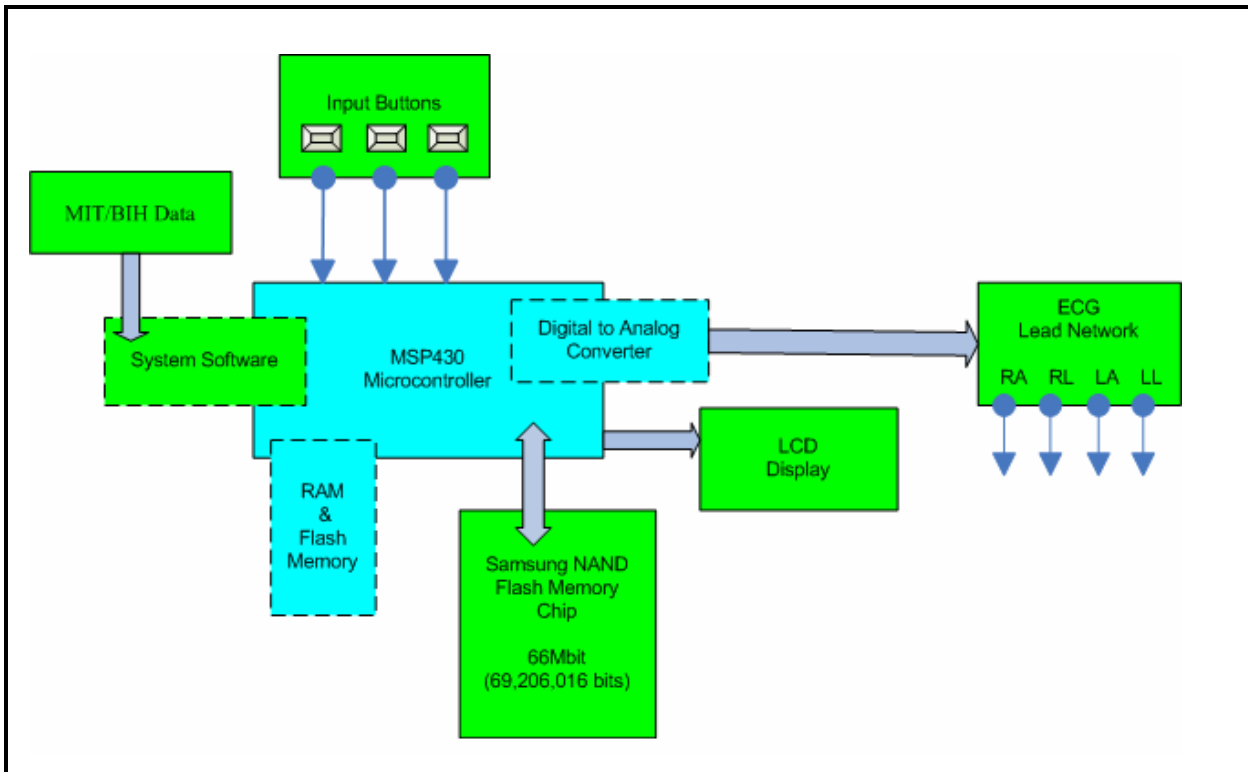 Input Buttons
MIT/BIH Data
System Software
MSP430
Microcontroller
Digital to Analog
Converter
ECG
Lead Network
RA RL LA LL
LCD
Display
RAM
&
Flash
Memory
Samsung NAND
Flash Memory
Chip
66Mbit
(69,206,016 bits)